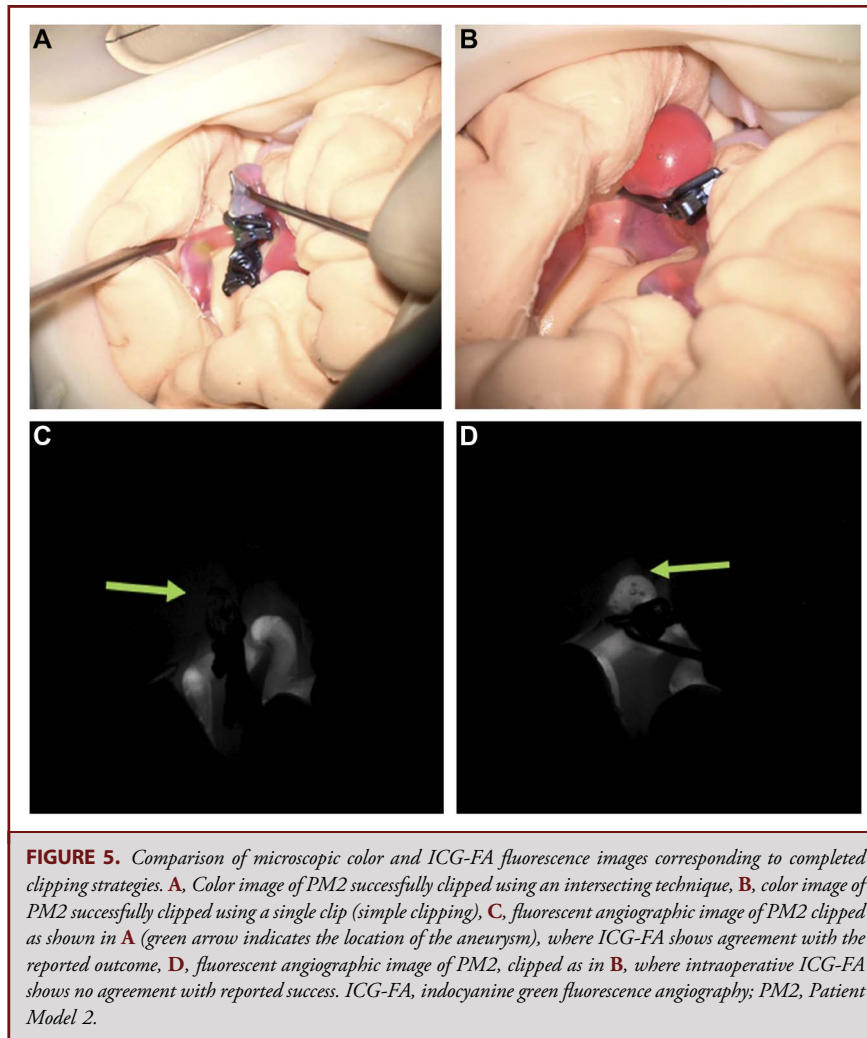 A
B
C
D
FIGURE 5. Comparison of microscopic color and ICG-FA fluorescence images corresponding to completed
clipping strategies. A, Color image of PM2 successfully clipped using an intersecting technique, B, color image of
PM2 successfully clipped using a single clip (simple clipping), C, fluorescent angiographic image of PM2 clipped
as shown in A (green arrow indicates the location of the aneurysm), where ICG-FA shows agreement with the
reported outcome, D, fluorescent angiographic image of PM2, clipped as in B, where intraoperative ICG-FA
shows no agreement with reported success. ICG-FA, indocyanine green fluorescence angiography; PM2, Patient
Model 2.